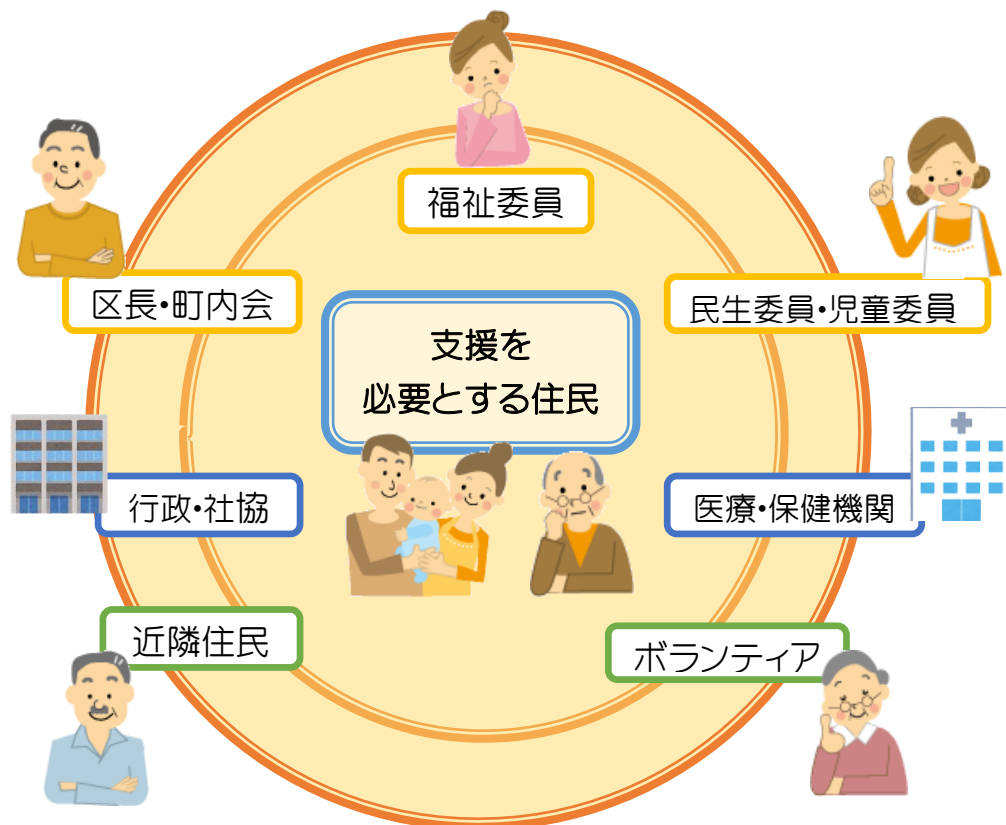 福祉委員
区長・町内会
民生委員・児童委員
支援を
必要とする住民
行政・社協
医療・保健機関
近隣住民
ボランティア